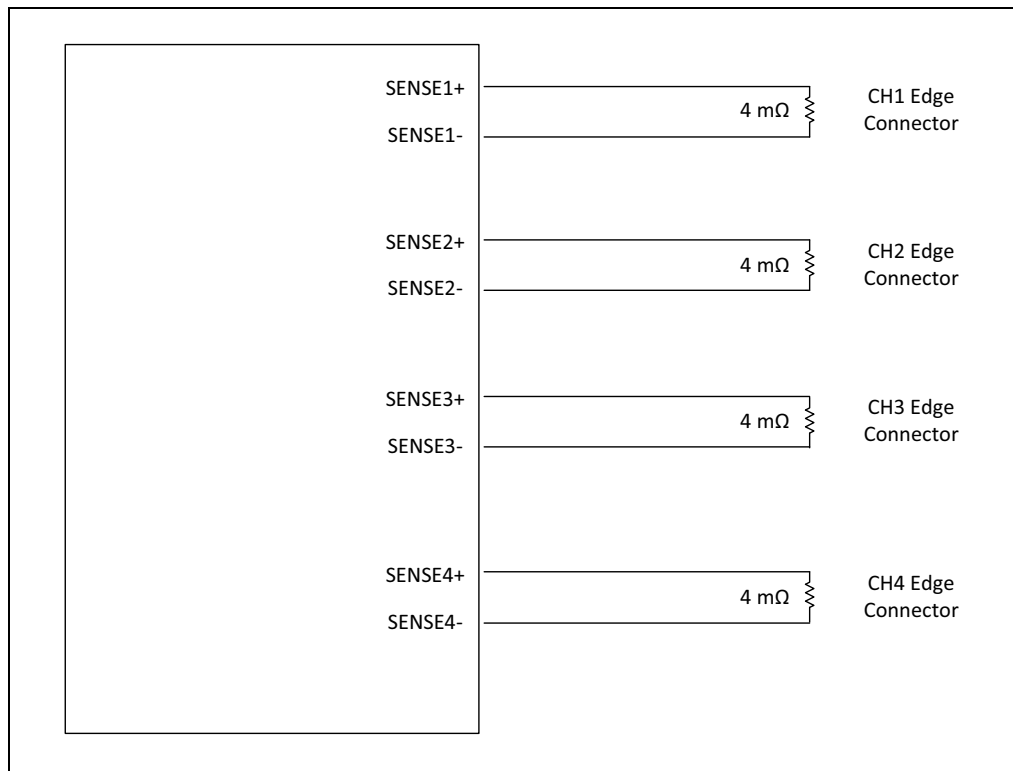 SENSE1+
4 mΩ
SENSE1-
CH1 Edge
Connector
SENSE2+
4 mΩ
SENSE2-
CH2 Edge
Connector
SENSE3+
4 mΩ
SENSE3-
CH3 Edge
Connector
SENSE4+
4 mΩ
SENSE4-
CH4 Edge
Connector